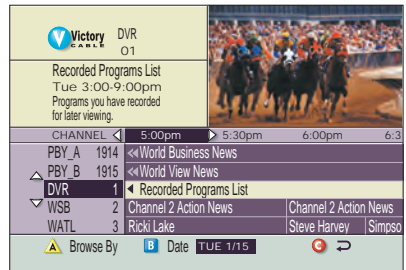 Victory CABLE DVR
01
Recorded Programs List
Tue 3:00-9:00pm
Programs you have recorded
for later viewing.
CHANNEL 5:00pm 5:30pm 6:00pm 6:3
PBY_A 1914 World Business News
PBY_B 1915 World View News
DVR 1 Recorded Programs List
WSB 2 Channel 2 Action News Channel 2 Action News
WATL 3 Ricki Lake Steve Harvey Simpso
A Browse By B Date TUE 1/15 C